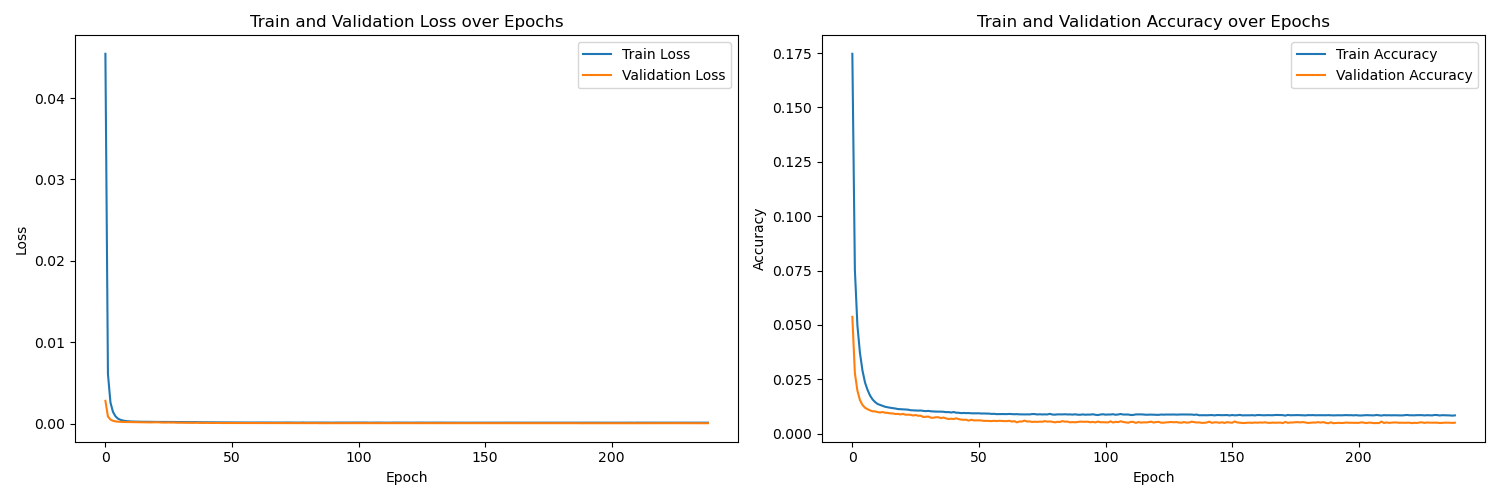 Train and Validation Loss over Epochs
Train Loss
Validation Loss
0.04
0.03
0.02
0.01
0.00
Loss
0
50
100
150
200
Epoch
Train and Validation Accuracy over Epochs
Train Accuracy
Validation Accuracy
0.175
0.150
0.125
0.100
0.075
0.050
0.025
0.000
Accuracy
0
50
100
150
200
Epoch